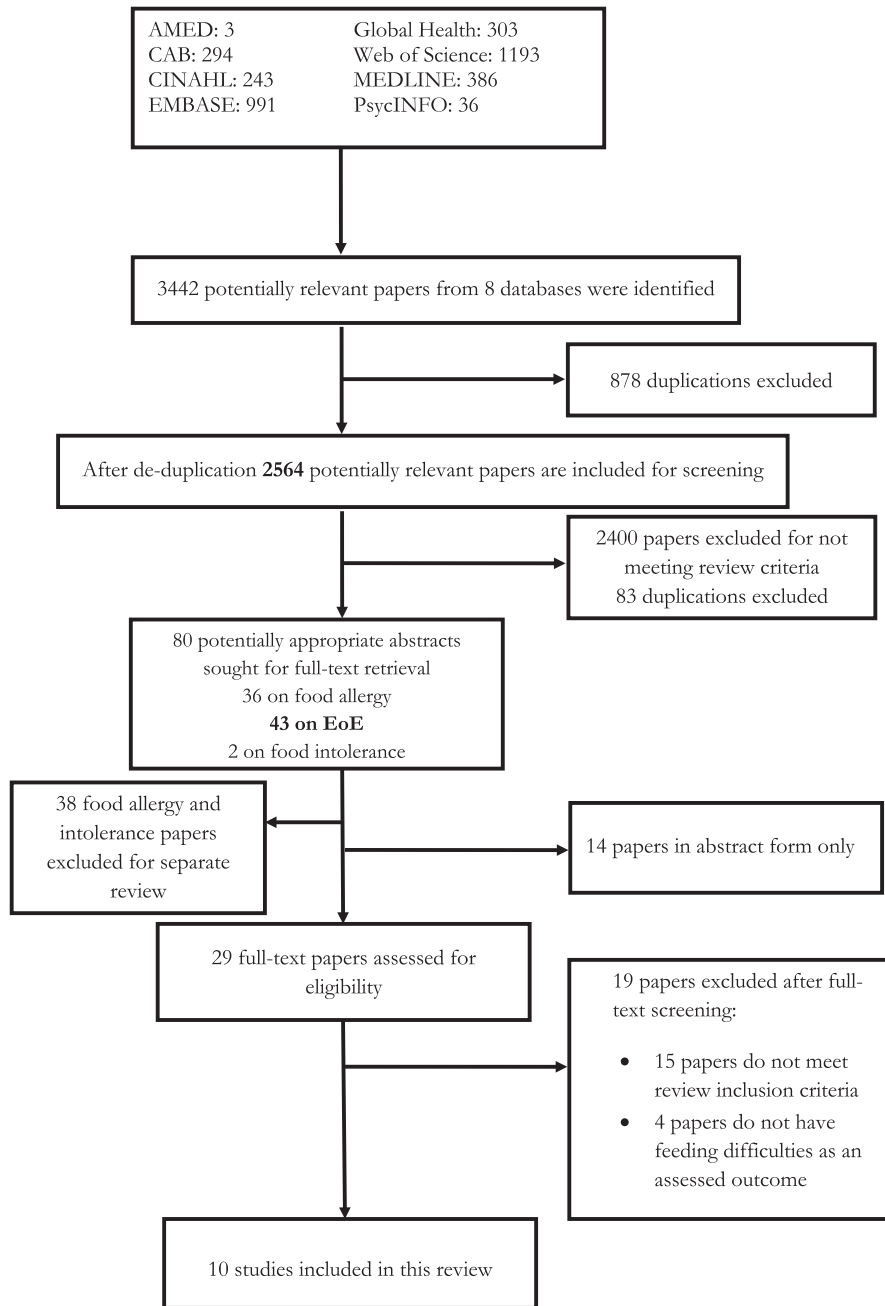 AMED: 3 Global Health: 303
CAB: 294 Web of Science: 1193
CINAHL: 243 MEDLINE: 386
EMBASE: 991 PsycINFO: 36
3442 potentially relevant papers from 8 databases were identified
878 duplications excluded
After de-duplication 2564 potentially relevant papers are included for screening
2400 papers excluded for not
meeting review criteria
83 duplications excluded
80 potentially appropriate abstracts
sought for full-text retrieval
36 on food allergy
43 on EoE
2 on food intolerance
38 food allergy and
intolerance papers
excluded for separate
review
14 papers in abstract form only
29 full-text papers assessed for
eligibility
19 papers excluded after full-
text screening:
• 15 papers do not meet
review inclusion criteria
• 4 papers do not have
feeding difficulties as an
assessed outcome
10 studies included in this review